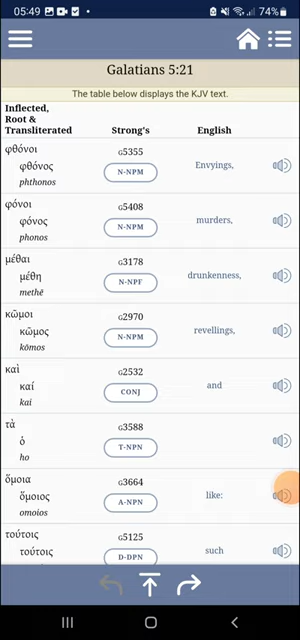 05:49 74%
Galatians 5:21
The table below displays the KJV text.
Inflected,
Root &
Transliterated Strong's English
φθόνοι G5355
φθόνος N-NPM Envyings,
phthonos
φόνοι G5408
φόνος N-NPM murders,
phonos
μέθαι G3178
μέθη N-NPF drunkenness,
methē
κῶμοι G2970
κῶμος N-NPM revellings,
kōmos
καὶ G2532
καί CONJ and
kai
τὰ G3588
ὁ T-NPN
ho
ὅμοια G3664
ὅμοιος A-NPN like:
omoios
τούτοις G5125
τούτοις D-DPN such